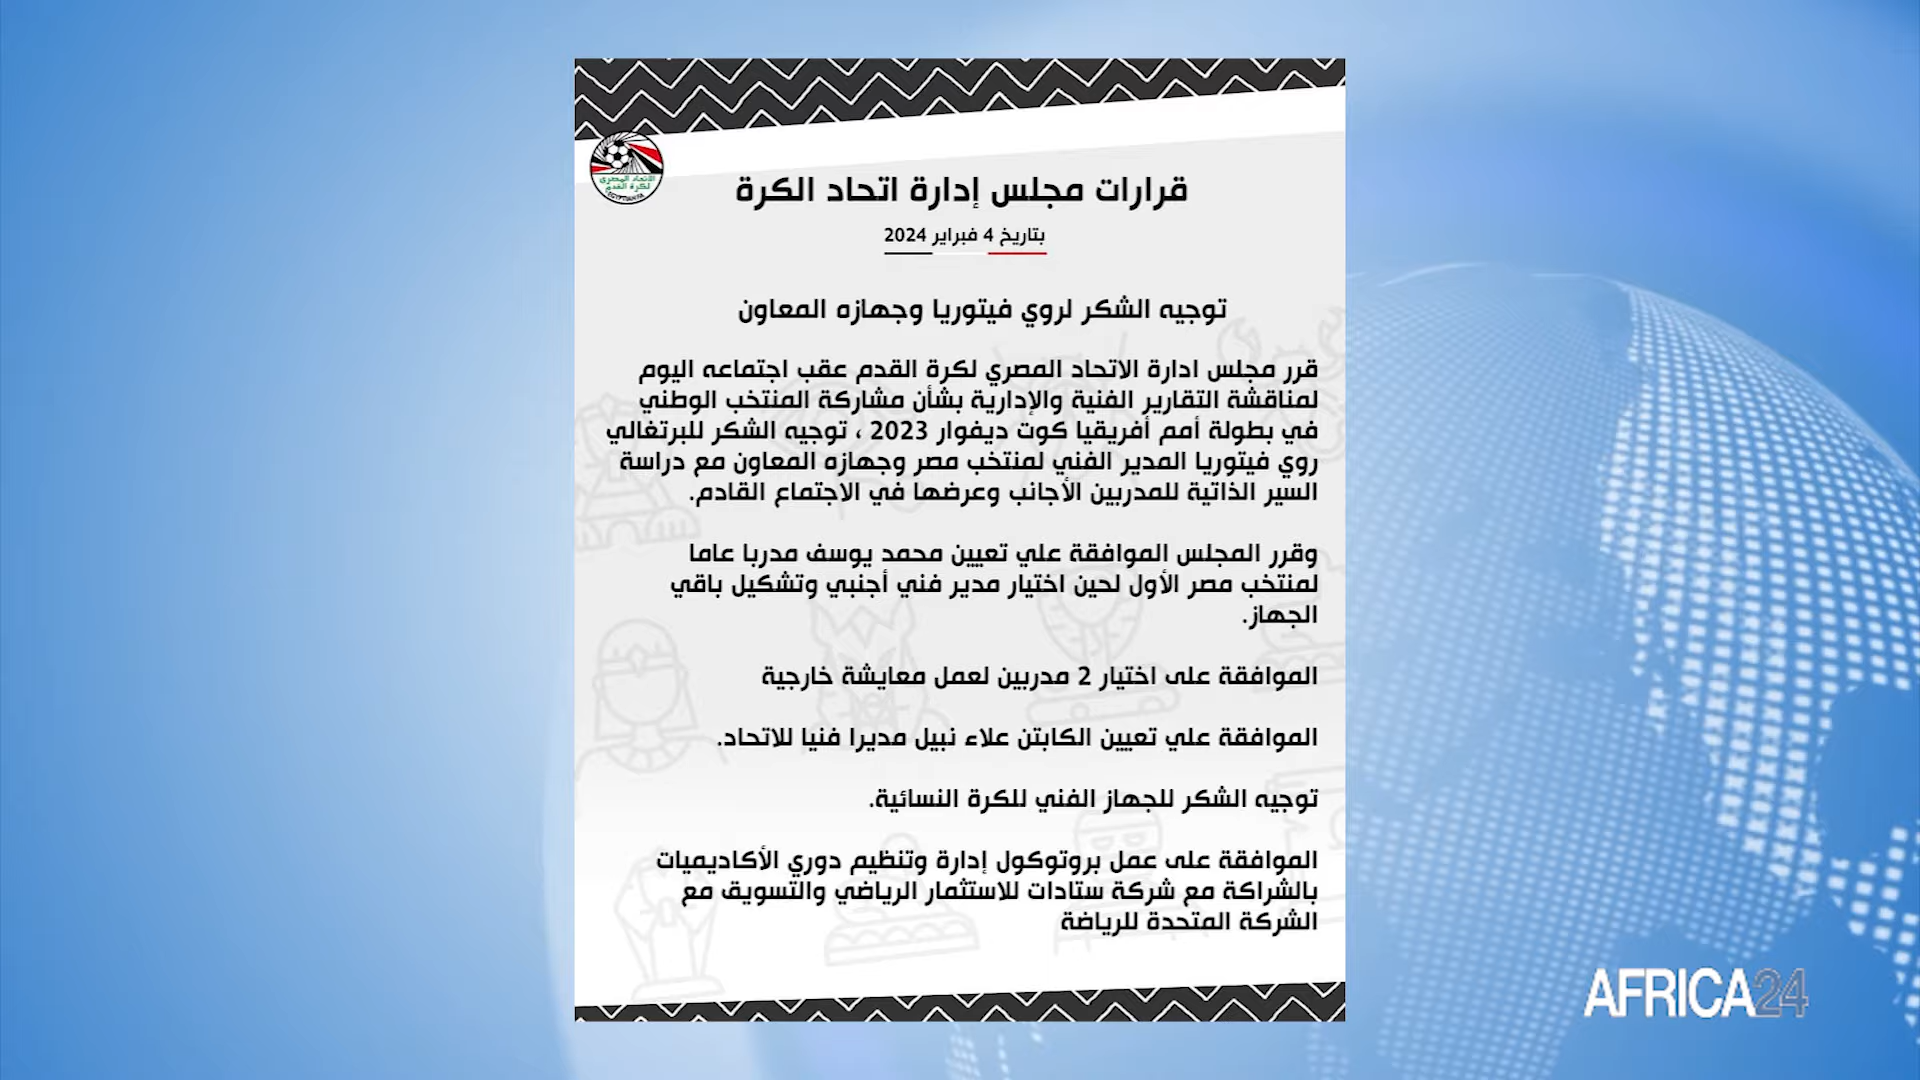 الاتحاد المصري
لكرة القدم
قرارات مجلس إدارة اتحاد الكرة
بتاريخ 4 فبراير 2024
توجيه الشكر لروي فيتوريا وجهازه المعاون
قرر مجلس ادارة الاتحاد المصري لكرة القدم عقب اجتماعه اليوم
لمناقشة التقارير الفنية والإدارية بشأن مشاركة المنتخب الوطني
في بطولة أمم أفريقيا كوت ديفوار 2023 ، توجيه الشكر للبرتغالي
روي فيتوريا المدير الفني لمنتخب مصر وجهازه المعاون مع دراسة
السير الذاتية للمدربين الأجانب وعرضها في الاجتماع القادم.
وقرر المجلس الموافقة علي تعيين محمد يوسف مدربا عاما
لمنتخب مصر الأول لحين اختيار مدير فني أجنبي وتشكيل باقي
الجهاز.
الموافقة على اختيار 2 مدربين لعمل معايشة خارجية
الموافقة علي تعيين الكابتن علاء نبيل مديرا فنيا للاتحاد.
توجيه الشكر للجهاز الفني للكرة النسائية.
الموافقة على عمل بروتوكول إدارة وتنظيم دوري الأكاديميات
بالشراكة مع شركة ستادات للاستثمار الرياضي والتسويق مع
الشركة المتحدة للرياضة
AFRICA24